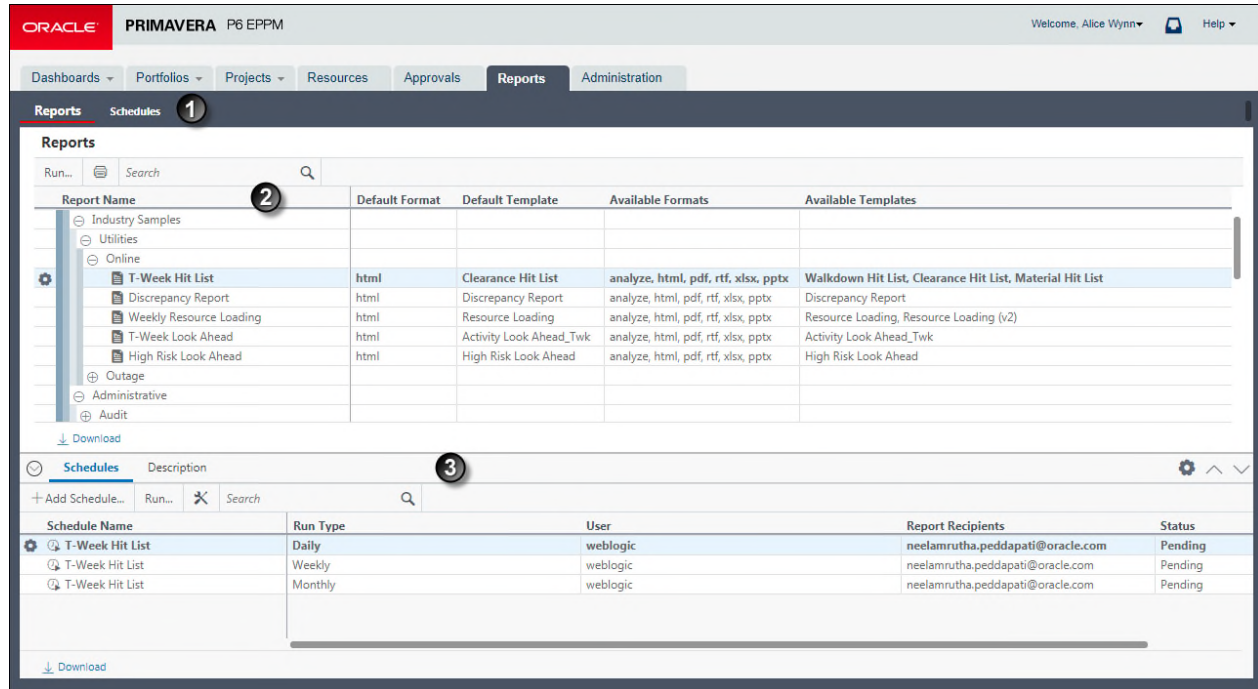 ORACLE PRIMAVERA P6 EPPM Welcome, Alice Wynn Help
Dashboards Portfolios Projects Resources Approvals Reports Administration
Reports Schedules 1
Reports
Run... Search
2
Report Name Default Format Default Template Available Formats Available Templates
Industry Samples
Utilities
Online
T-Week Hit List html Clearance Hit List analyze, html, pdf, rtf, xlsx, pptx Walkdown Hit List, Clearance Hit List, Material Hit List
Discrepancy Report html Discrepancy Report analyze, html, pdf, rtf, xlsx, pptx Discrepancy Report
Weekly Resource Loading html Resource Loading analyze, html, pdf, rtf, xlsx, pptx Resource Loading, Resource Loading (v2)
T-Week Look Ahead html Activity Look Ahead_Twk analyze, html, pdf, rtf, xlsx, pptx Activity Look Ahead_Twk
High Risk Look Ahead html High Risk Look Ahead analyze, html, pdf, rtf, xlsx, pptx High Risk Look Ahead
Outage
Administrative
Audit
Download
Schedules Description 3
Add Schedule... Run... Search
Schedule Name Run Type User Report Recipients Status
T-Week Hit List Daily weblogic neelamrutha.peddapati@oracle.com Pending
T-Week Hit List Weekly weblogic neelamrutha.peddapati@oracle.com Pending
T-Week Hit List Monthly weblogic neelamrutha.peddapati@oracle.com Pending
Download